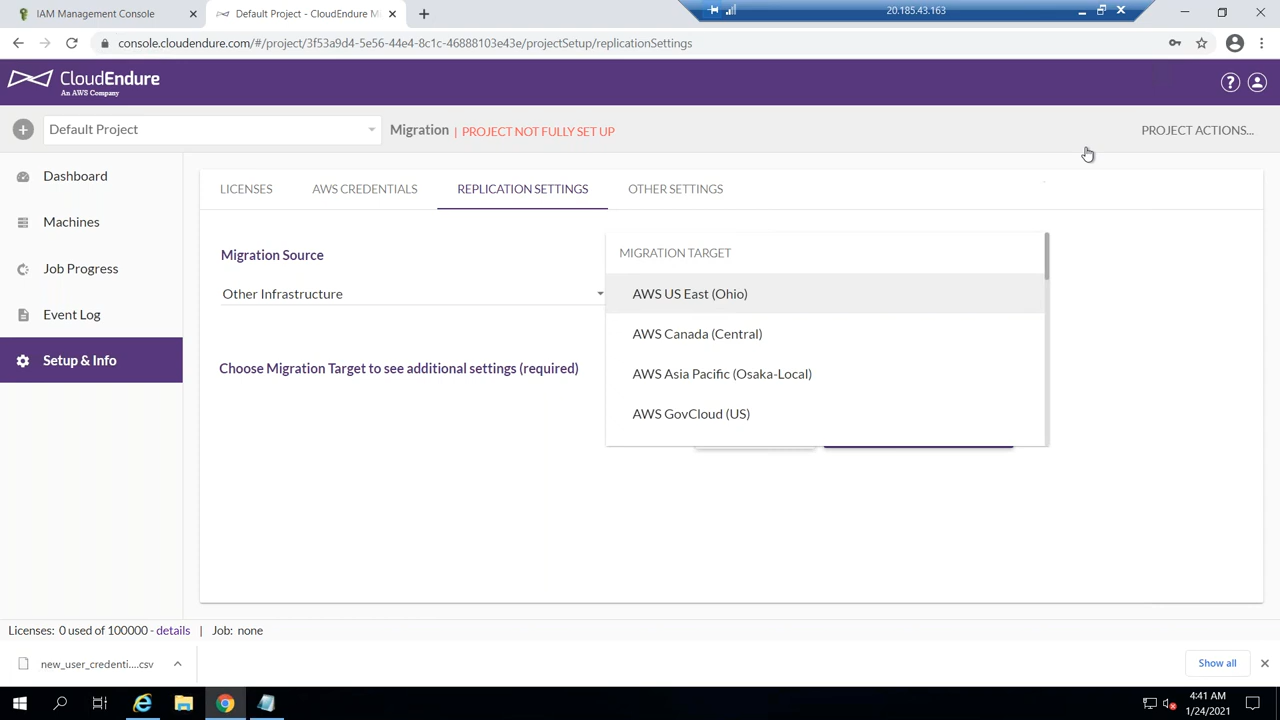 IAM Management Console
Default Project - CloudEndure M
20.185.43.163
console.cloudendure.com/#/project/3f53a9d4-5e56-44e4-8c1c-46888103e43e/projectSetup/replicationSettings
CloudEndure
An AWS Company
Default Project
Migration | PROJECT NOT FULLY SET UP
PROJECT ACTIONS...
Dashboard
Machines
Job Progress
Event Log
Setup & Info
LICENSES
AWS CREDENTIALS
REPLICATION SETTINGS
OTHER SETTINGS
Migration Source
Other Infrastructure
Choose Migration Target to see additional settings (required)
MIGRATION TARGET
AWS US East (Ohio)
AWS Canada (Central)
AWS Asia Pacific (Osaka-Local)
AWS GovCloud (US)
Licenses: 0 used of 100000 - details | Job: none
new_user_credenti....csv
Show all
4:41 AM
1/24/2021